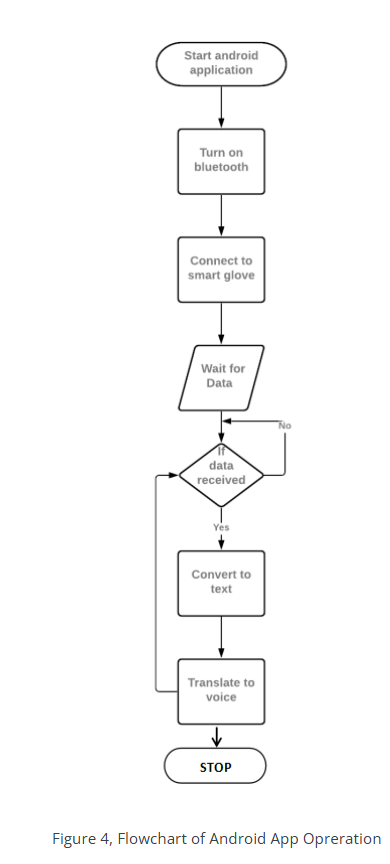 Start android
application
Turn on
bluetooth
Connect to
smart glove
Wait for
Data
No
If
data
received
Yes
Convert to
text
Translate to
voice
STOP
Figure 4, Flowchart of Android App Opreration